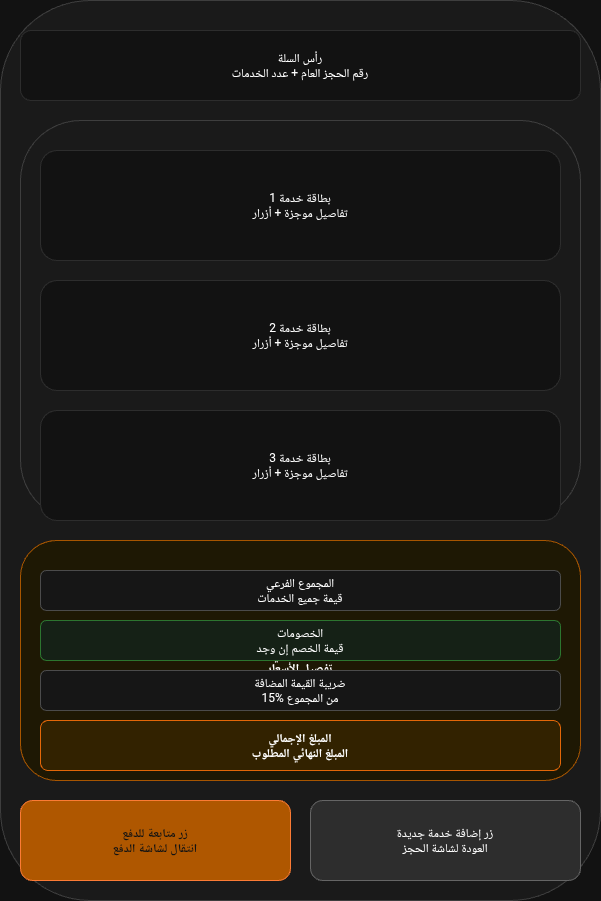 رأس السلة
رقم الحجز العام + عدد الخدمات
بطاقة خدمة 1
تفاصيل موجزة + أزرار
بطاقة خدمة 2
تفاصيل موجزة + أزرار
بطاقة خدمة 3
تفاصيل موجزة + أزرار
المجموع الفرعي
قيمة جميع الخدمات
الخصومات
قيمة الخصم إن وجد
تفصيل الأسعار
ضريبة القيمة المضافة
15% من المجموع
المبلغ الإجمالي
المبلغ النهائي المطلوب
زر إضافة خدمة جديدة
العودة لشاشة الحجز
زر متابعة للدفع
انتقال لشاشة الدفع